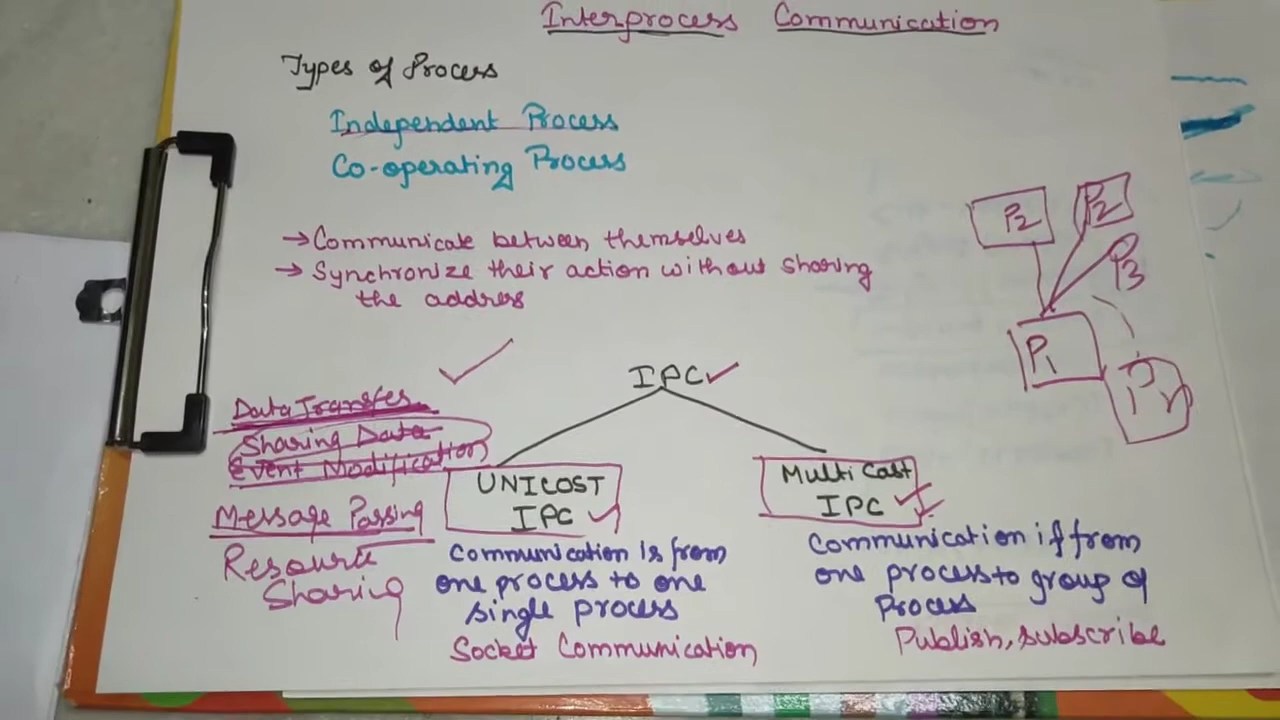 Interprocess Communication
Types of Process
Independent Process
Co-operating Process
→ Communicate between themselves
→ Synchronize their action without sharing
the address
P2
P2
P3
P1
Pn
IPC
Data Transfer
Sharing Data
Event Modification
Message Passing
Resource
Sharing
UNICOST
IPC
Communication is from
one process to one
single process
Socket Communication
Multi Cast
IPC
Communication if from
one process to group of
Process
Publish, subscribe